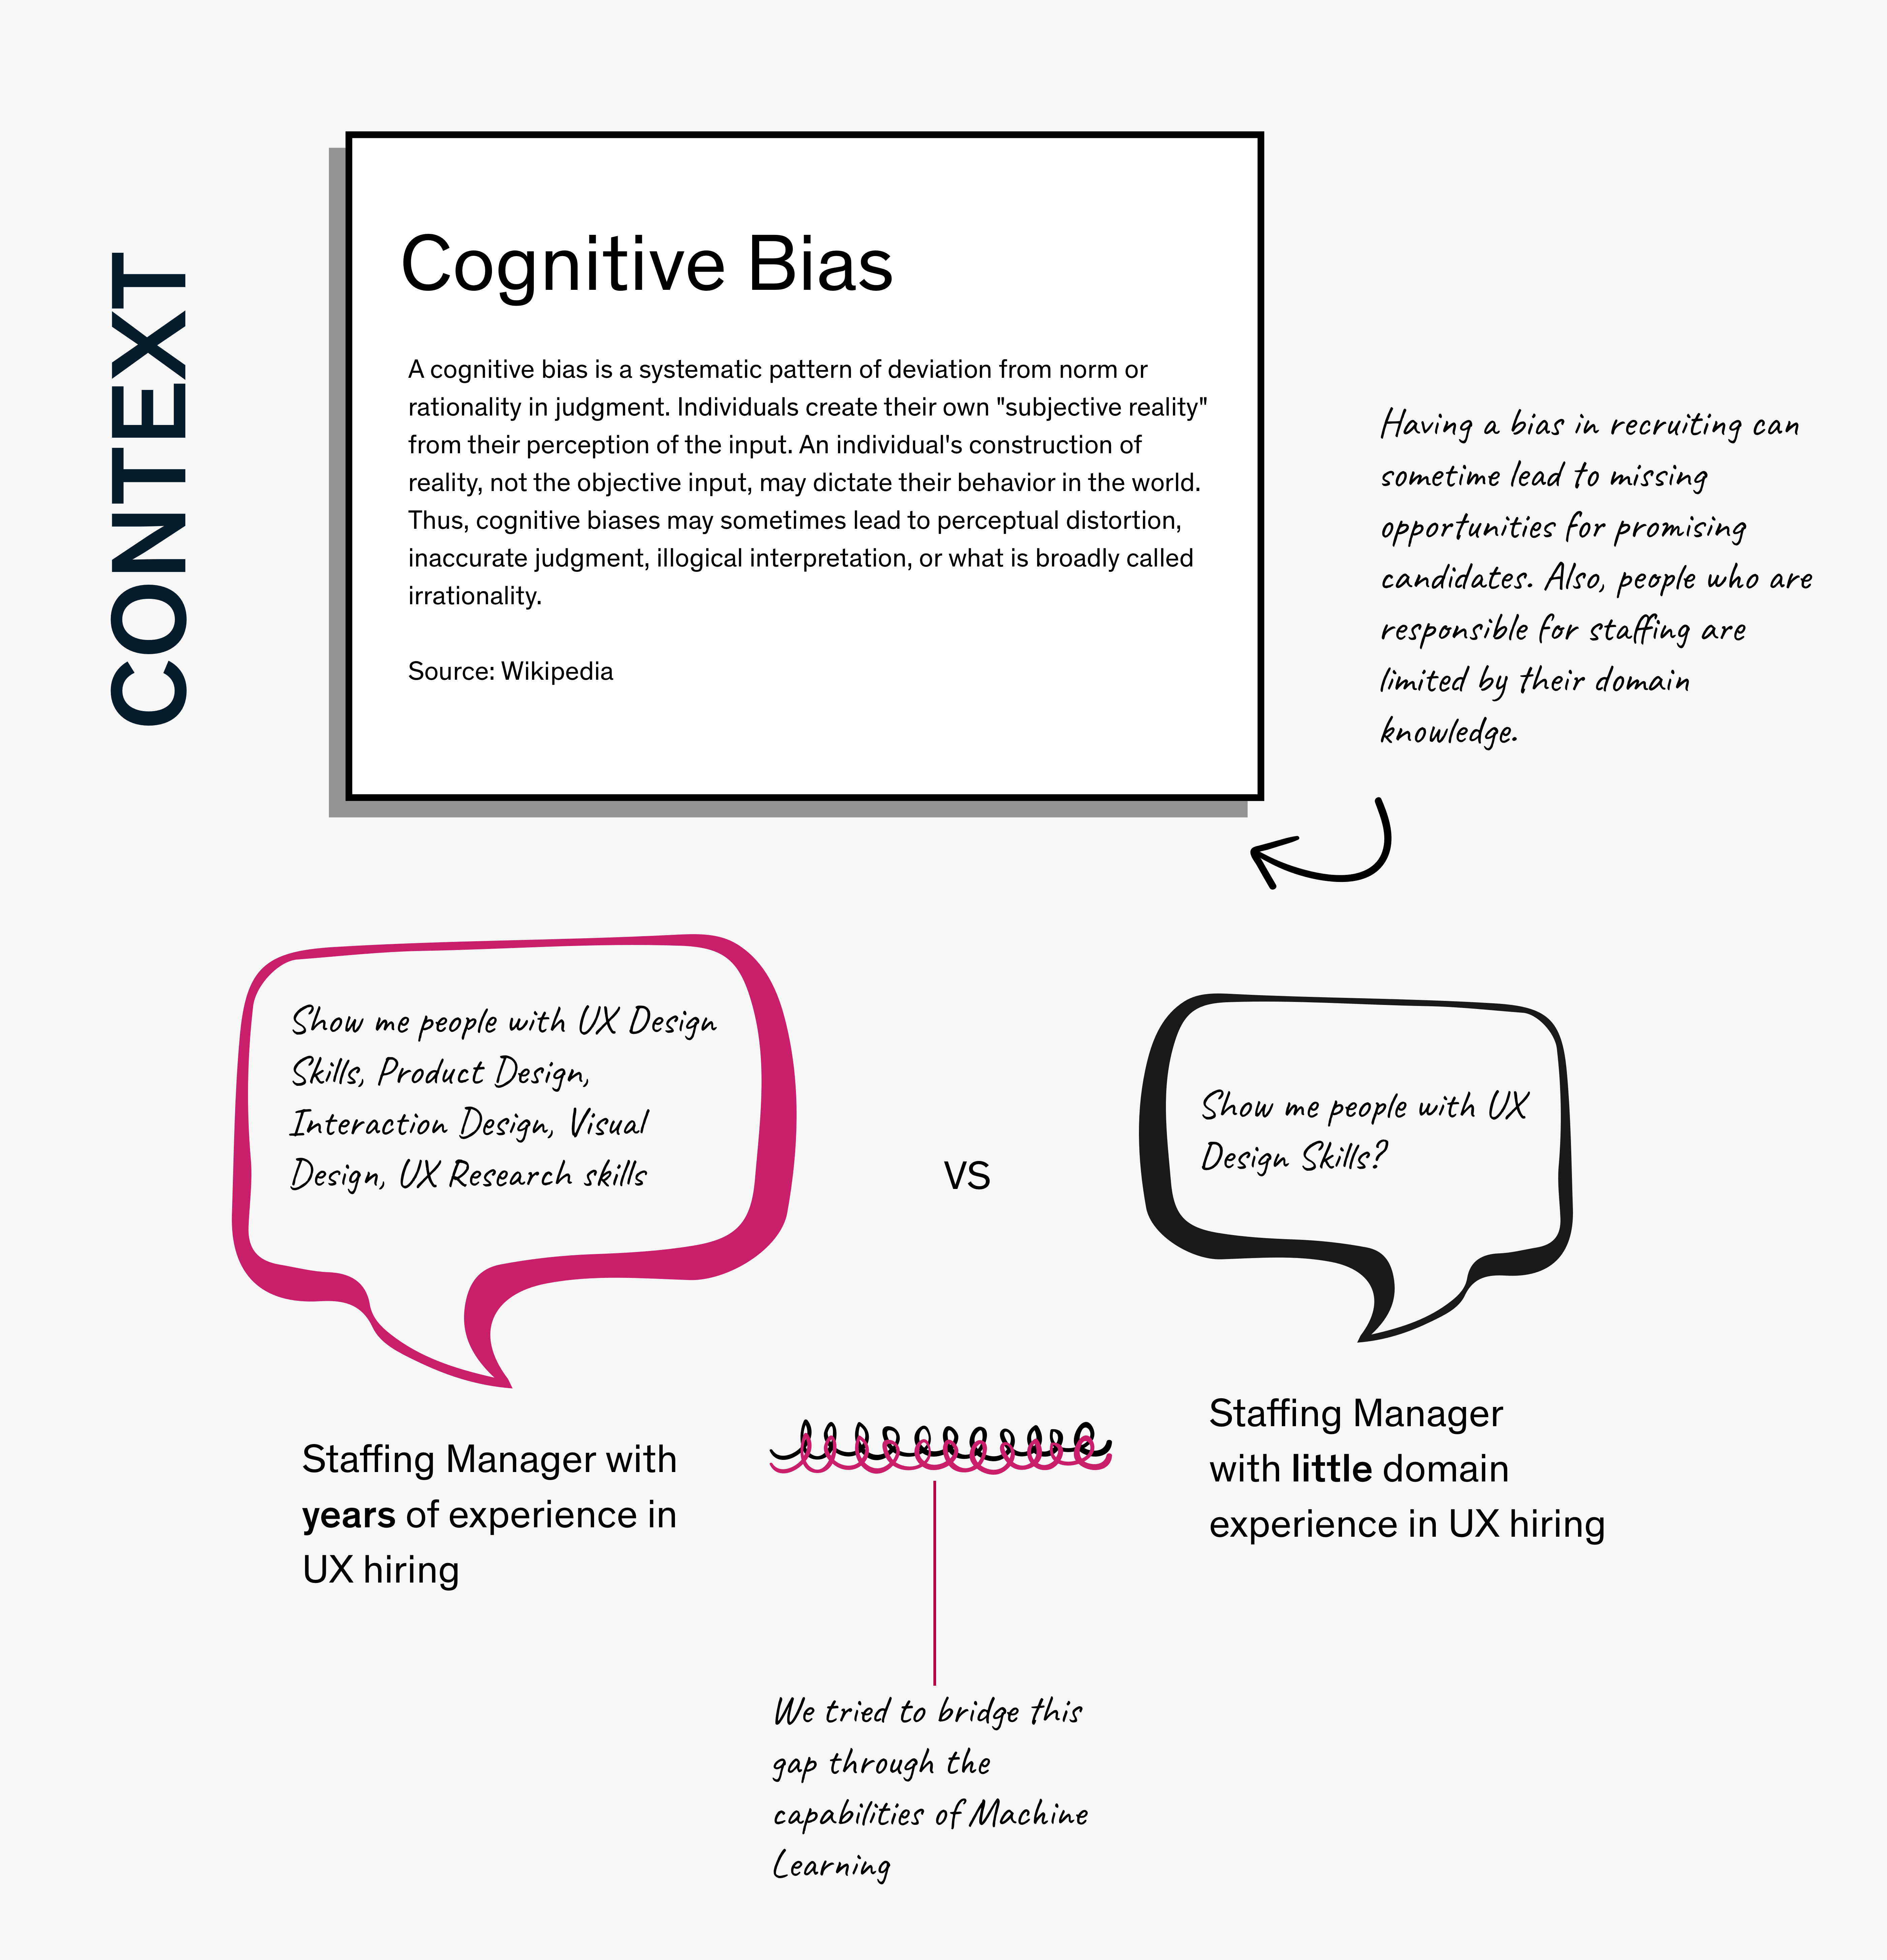 CONTEXT
Cognitive Bias
A cognitive bias is a systematic pattern of deviation from norm or
rationality in judgment. Individuals create their own "subjective reality"
from their perception of the input. An individual's construction of
reality, not the objective input, may dictate their behavior in the world.
Thus, cognitive biases may sometimes lead to perceptual distortion,
inaccurate judgment, illogical interpretation, or what is broadly called
irrationality.
Source: Wikipedia
Having a bias in recruiting can
sometime lead to missing
opportunities for promising
candidates. Also, people who are
responsible for staffing are
limited by their domain
knowledge.
Show me people with UX Design
Skills, Product Design,
Interaction Design, Visual
Design, UX Research skills
vs
Show me people with UX
Design Skills?
Staffing Manager with
years of experience in
UX hiring
Staffing Manager
with little domain
experience in UX hiring
We tried to bridge this
gap through the
capabilities of Machine
Learning